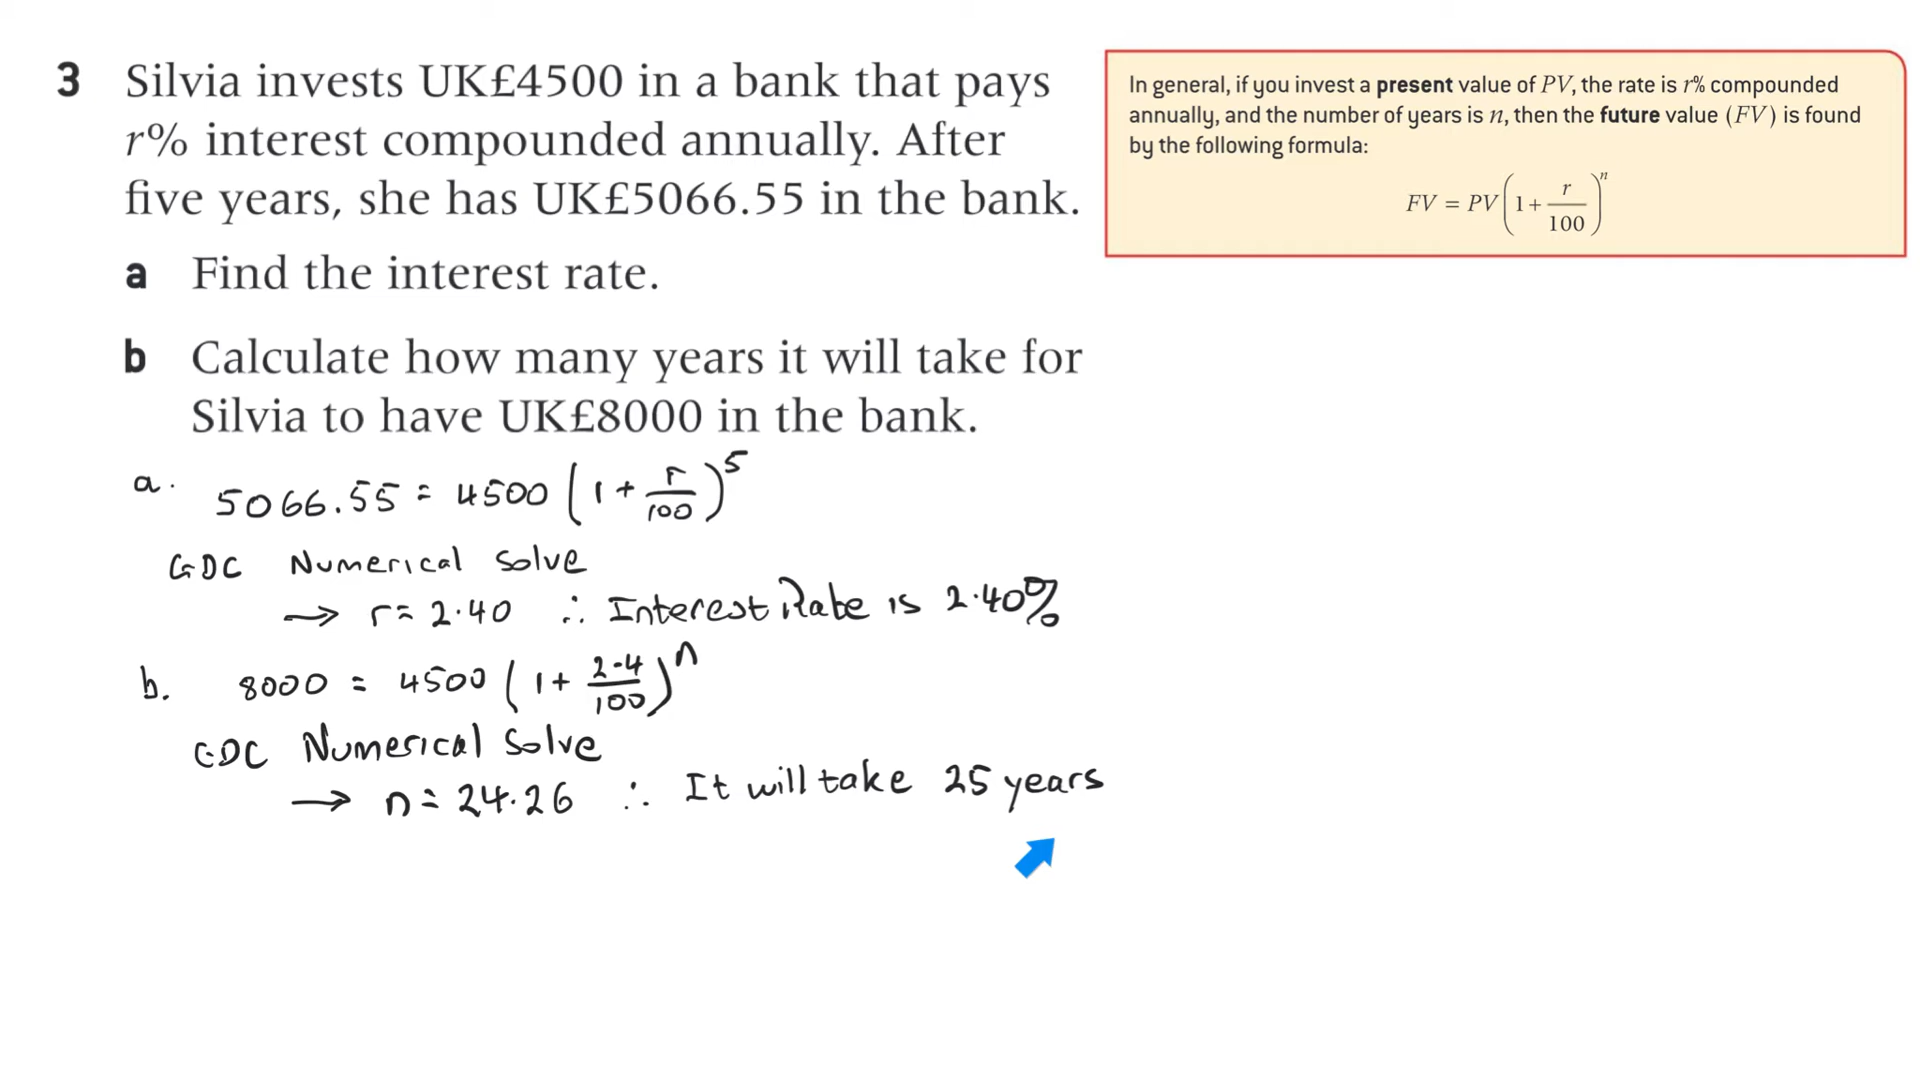 3 Silvia invests UK£4500 in a bank that pays
r% interest compounded annually. After
five years, she has UK£5066.55 in the bank.
a Find the interest rate.
b Calculate how many years it will take for
Silvia to have UK£8000 in the bank.
In general, if you invest a present value of PV, the rate is r% compounded
annually, and the number of years is n, then the future value (FV) is found
by the following formula:
FV = PV(1 + r/100)^n
a. 5066.55 = 4500 (1 + r/100)^5
GDC Numerical Solve
→ r = 2.40 ∴ Interest Rate is 2.40%
b. 8000 = 4500 (1 + 2.4/100)^n
GDC Numerical Solve
→ n = 24.26 ∴ It will take 25 years